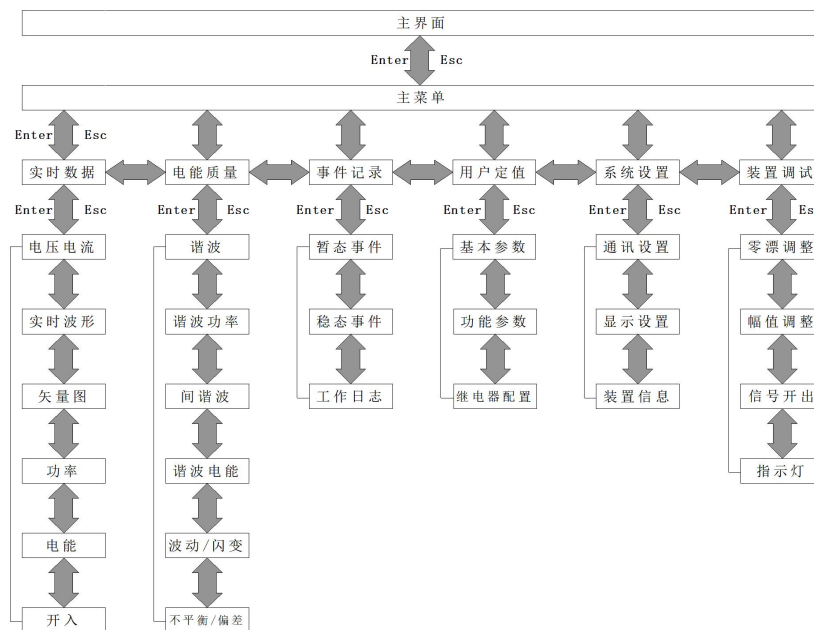 主界面
Enter Esc
主菜单
Enter Esc
实时数据 电能质量 事件记录 用户定值 系统设置 装置调试
Enter Esc Enter Esc Enter Esc Enter Esc Enter Esc Enter Es
电压电流 谐波 暂态事件 基本参数 通讯设置 零漂调整
实时波形 谐波功率 稳态事件 功能参数 显示设置 幅值调整
矢量图 间谐波 工作日志 继电器配置 装置信息 信号开出
功率 谐波电能 指示灯
电能 波动/闪变
开入 不平衡/偏差